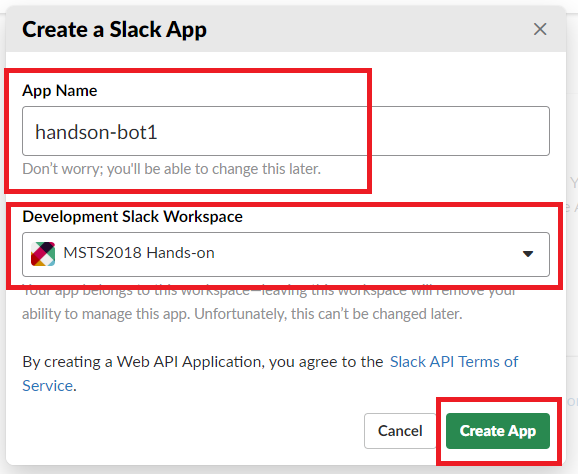 Create a Slack App
App Name
handson-bot1
Don’t worry; you'll be able to change this later.
Development Slack Workspace
MSTS2018 Hands-on
Your app belongs to this workspace—leaving this workspace will remove your
ability to manage this app. Unfortunately, this can’t be changed later.
By creating a Web API Application, you agree to the Slack API Terms of
Service.
Cancel
Create App